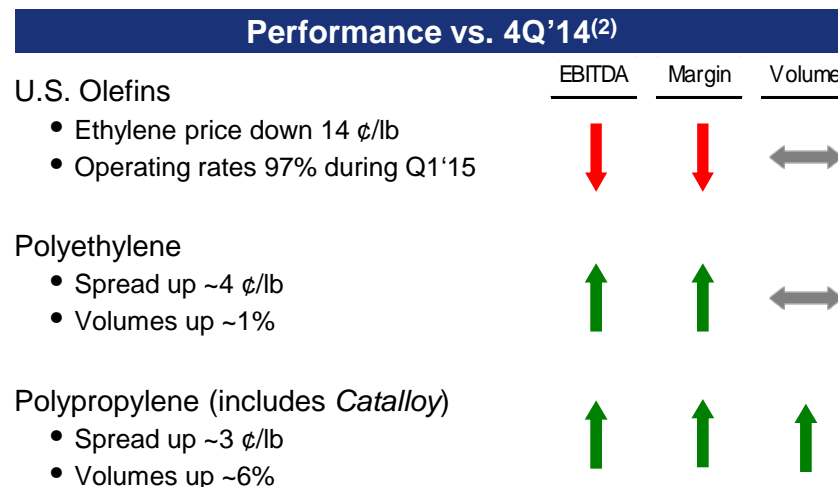 Performance vs. 4Q’14(2)
EBITDA Margin Volume
U.S. Olefins
• Ethylene price down 14 ¢/lb
• Operating rates 97% during Q1‘15
Polyethylene
• Spread up ~4 ¢/lb
• Volumes up ~1%
Polypropylene (includes Catalloy)
• Spread up ~3 ¢/lb
• Volumes up ~6%